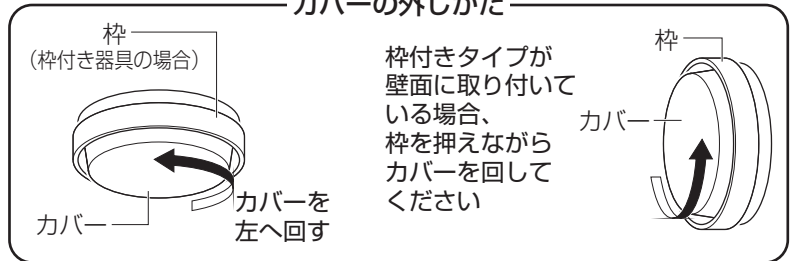 カバーの外しかた
枠
(枠付き器具の場合)
カバー
カバーを
左へ回す
枠付きタイプが
壁面に取り付いて
いる場合、
枠を押えながら
カバーを回して
ください
枠
カバー